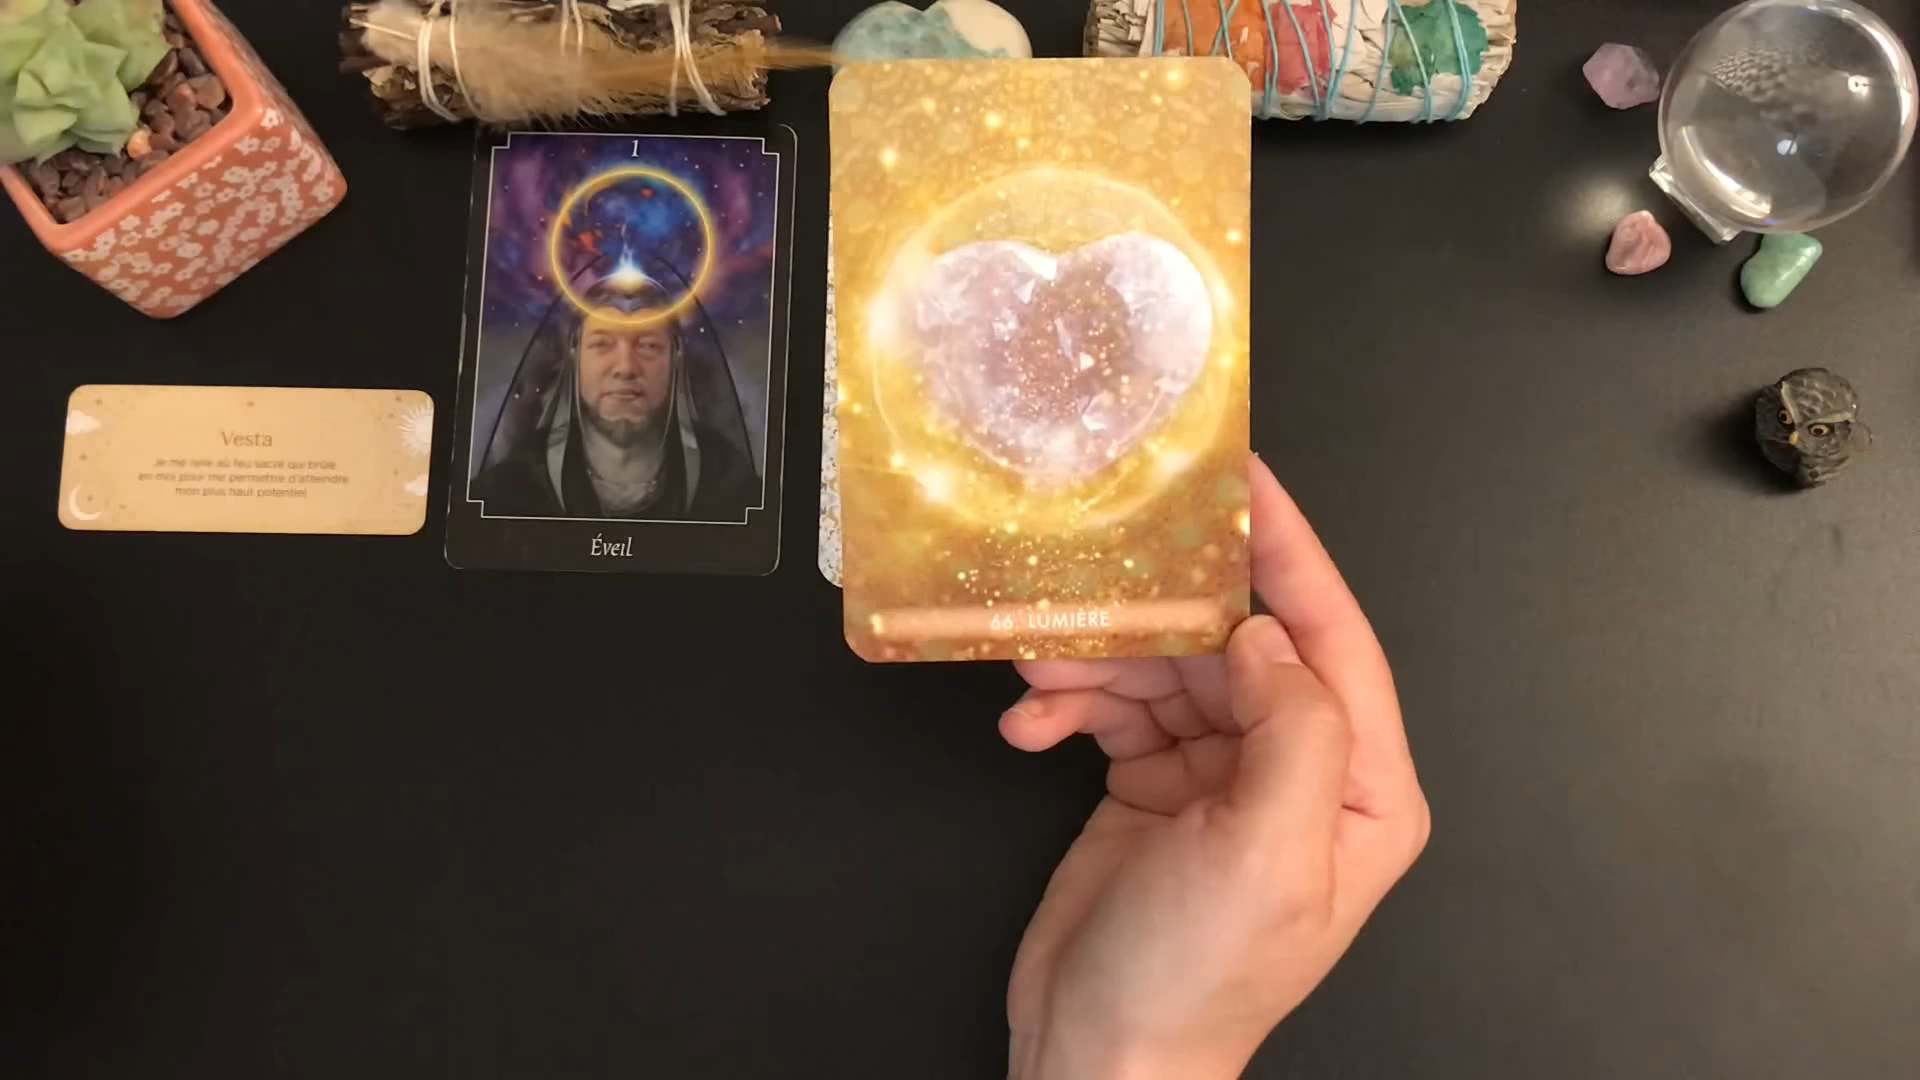 Vesta
Je me relie au feu sacré qui brûle
en moi pour me permettre d'atteindre
mon plus haut potentiel
1
Éveil
66. LUMIÈRE